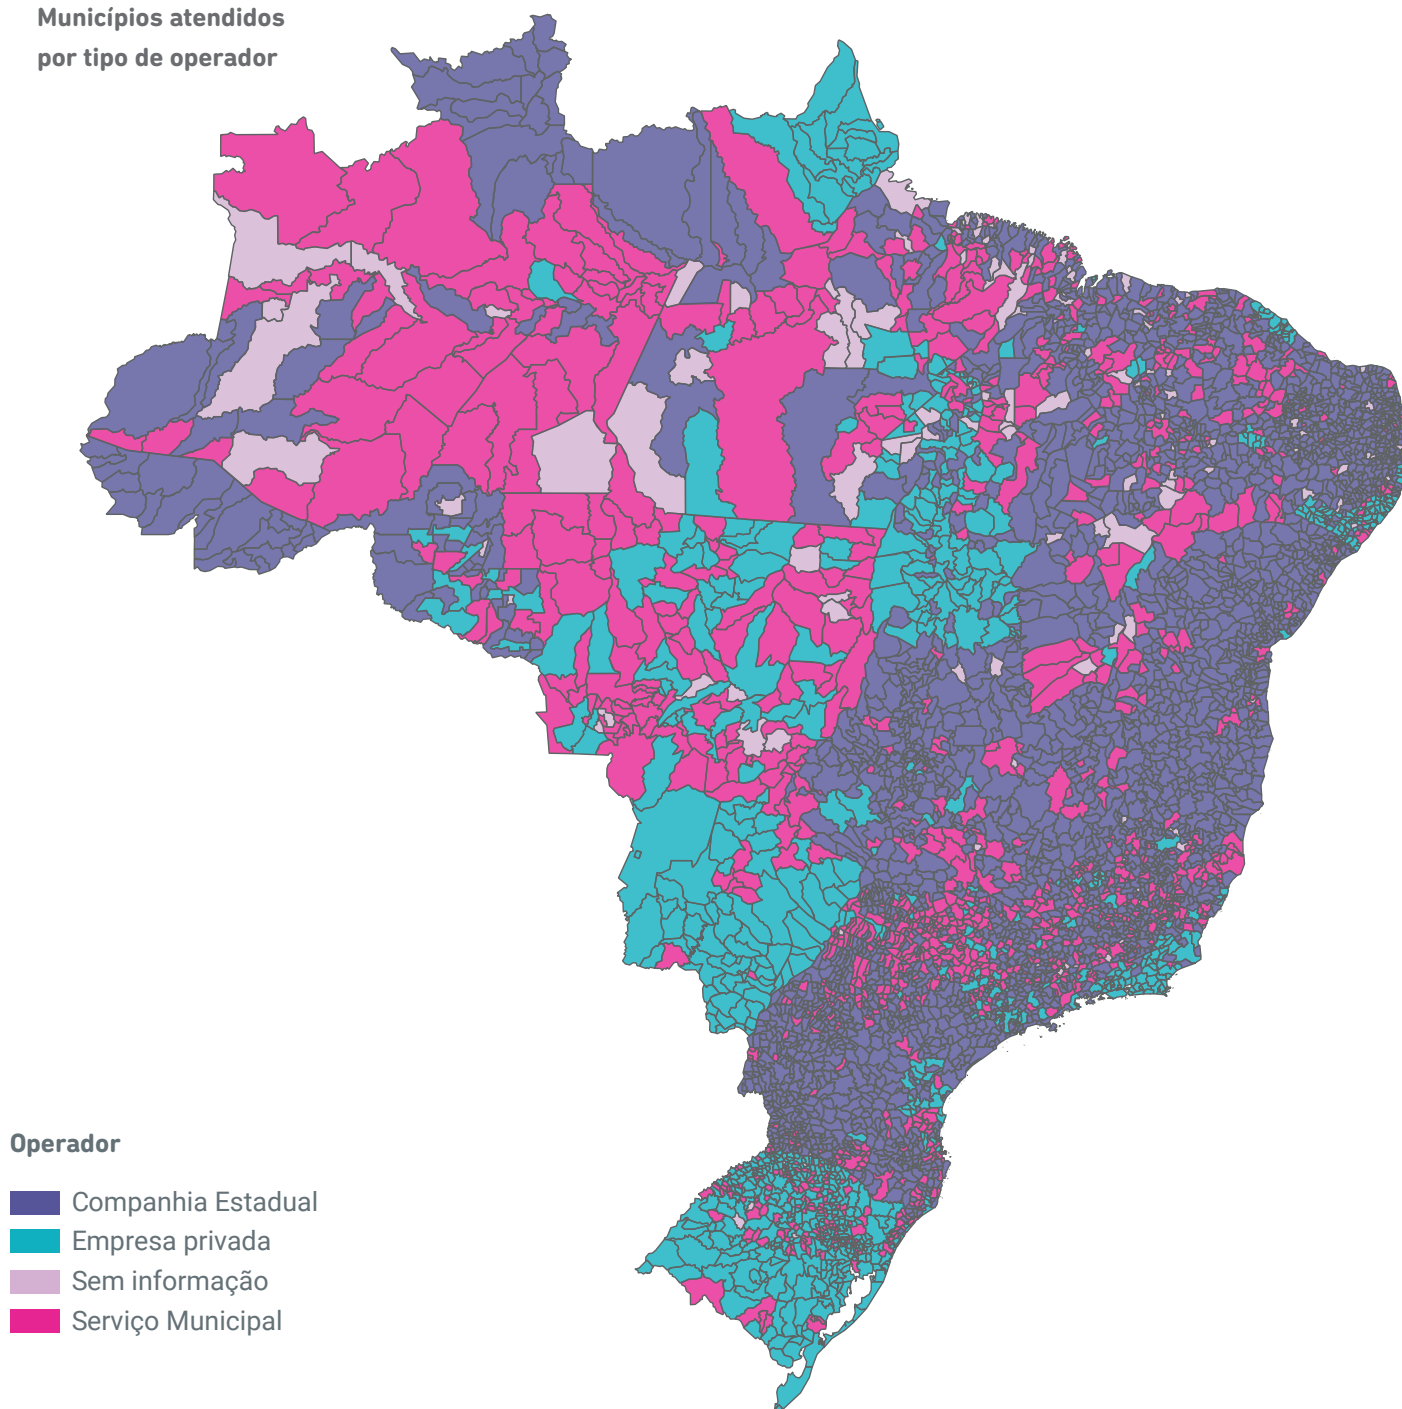 Municípios atendidos
por tipo de operador
Operador
Companhia Estadual
Empresa privada
Sem informação
Serviço Municipal